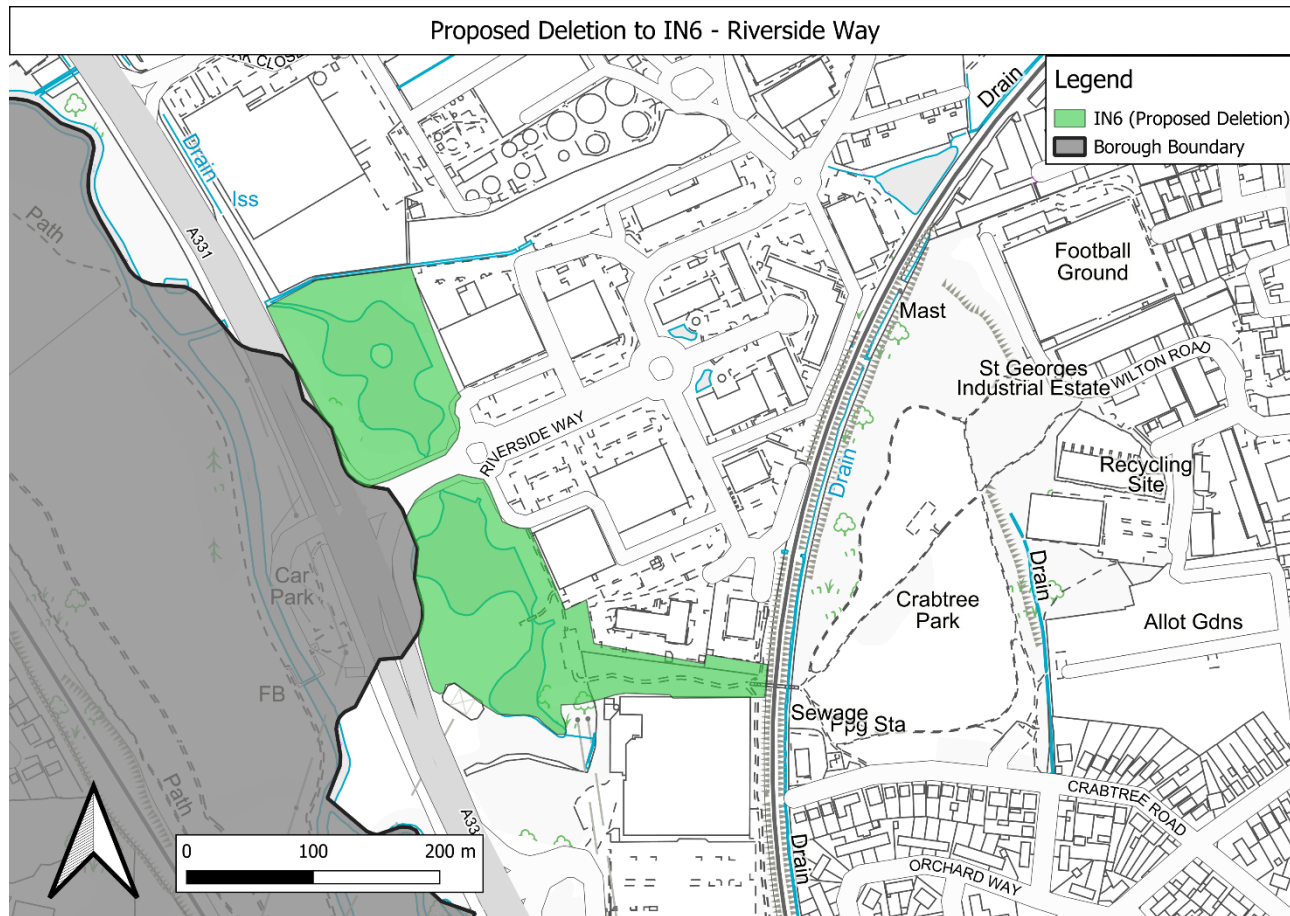 Proposed Deletion to IN6 - Riverside Way
Legend
IN6 (Proposed Deletion)
Borough Boundary
Drain
Drain
Iss
Path
A331
Football
Ground
Mast
St Georges
Industrial Estate
WILTON ROAD
RIVERSIDE WAY
Recycling
Site
Drain
Drain
Car
Park
Crabtree
Park
Allot Gdns
FB
Sewage
Ppg Sta
Path
CRABTREE ROAD
Drain
ORCHARD WAY
0 100 200 m